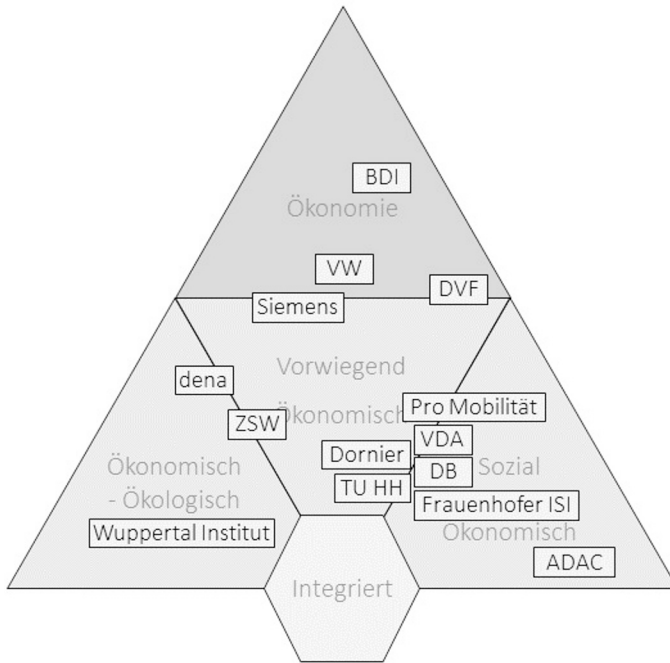 BDI
Ökonomie
VW
DVF
Siemens
Vorwiegend
dena
Ökonomisch
Pro Mobilität
ZSW
VDA
Dornier
Ökonomisch
DB
Sozial
TU HH
- Ökologisch
Frauenhofer ISI
Wuppertal Institut
Ökonomisch
ADAC
Integriert